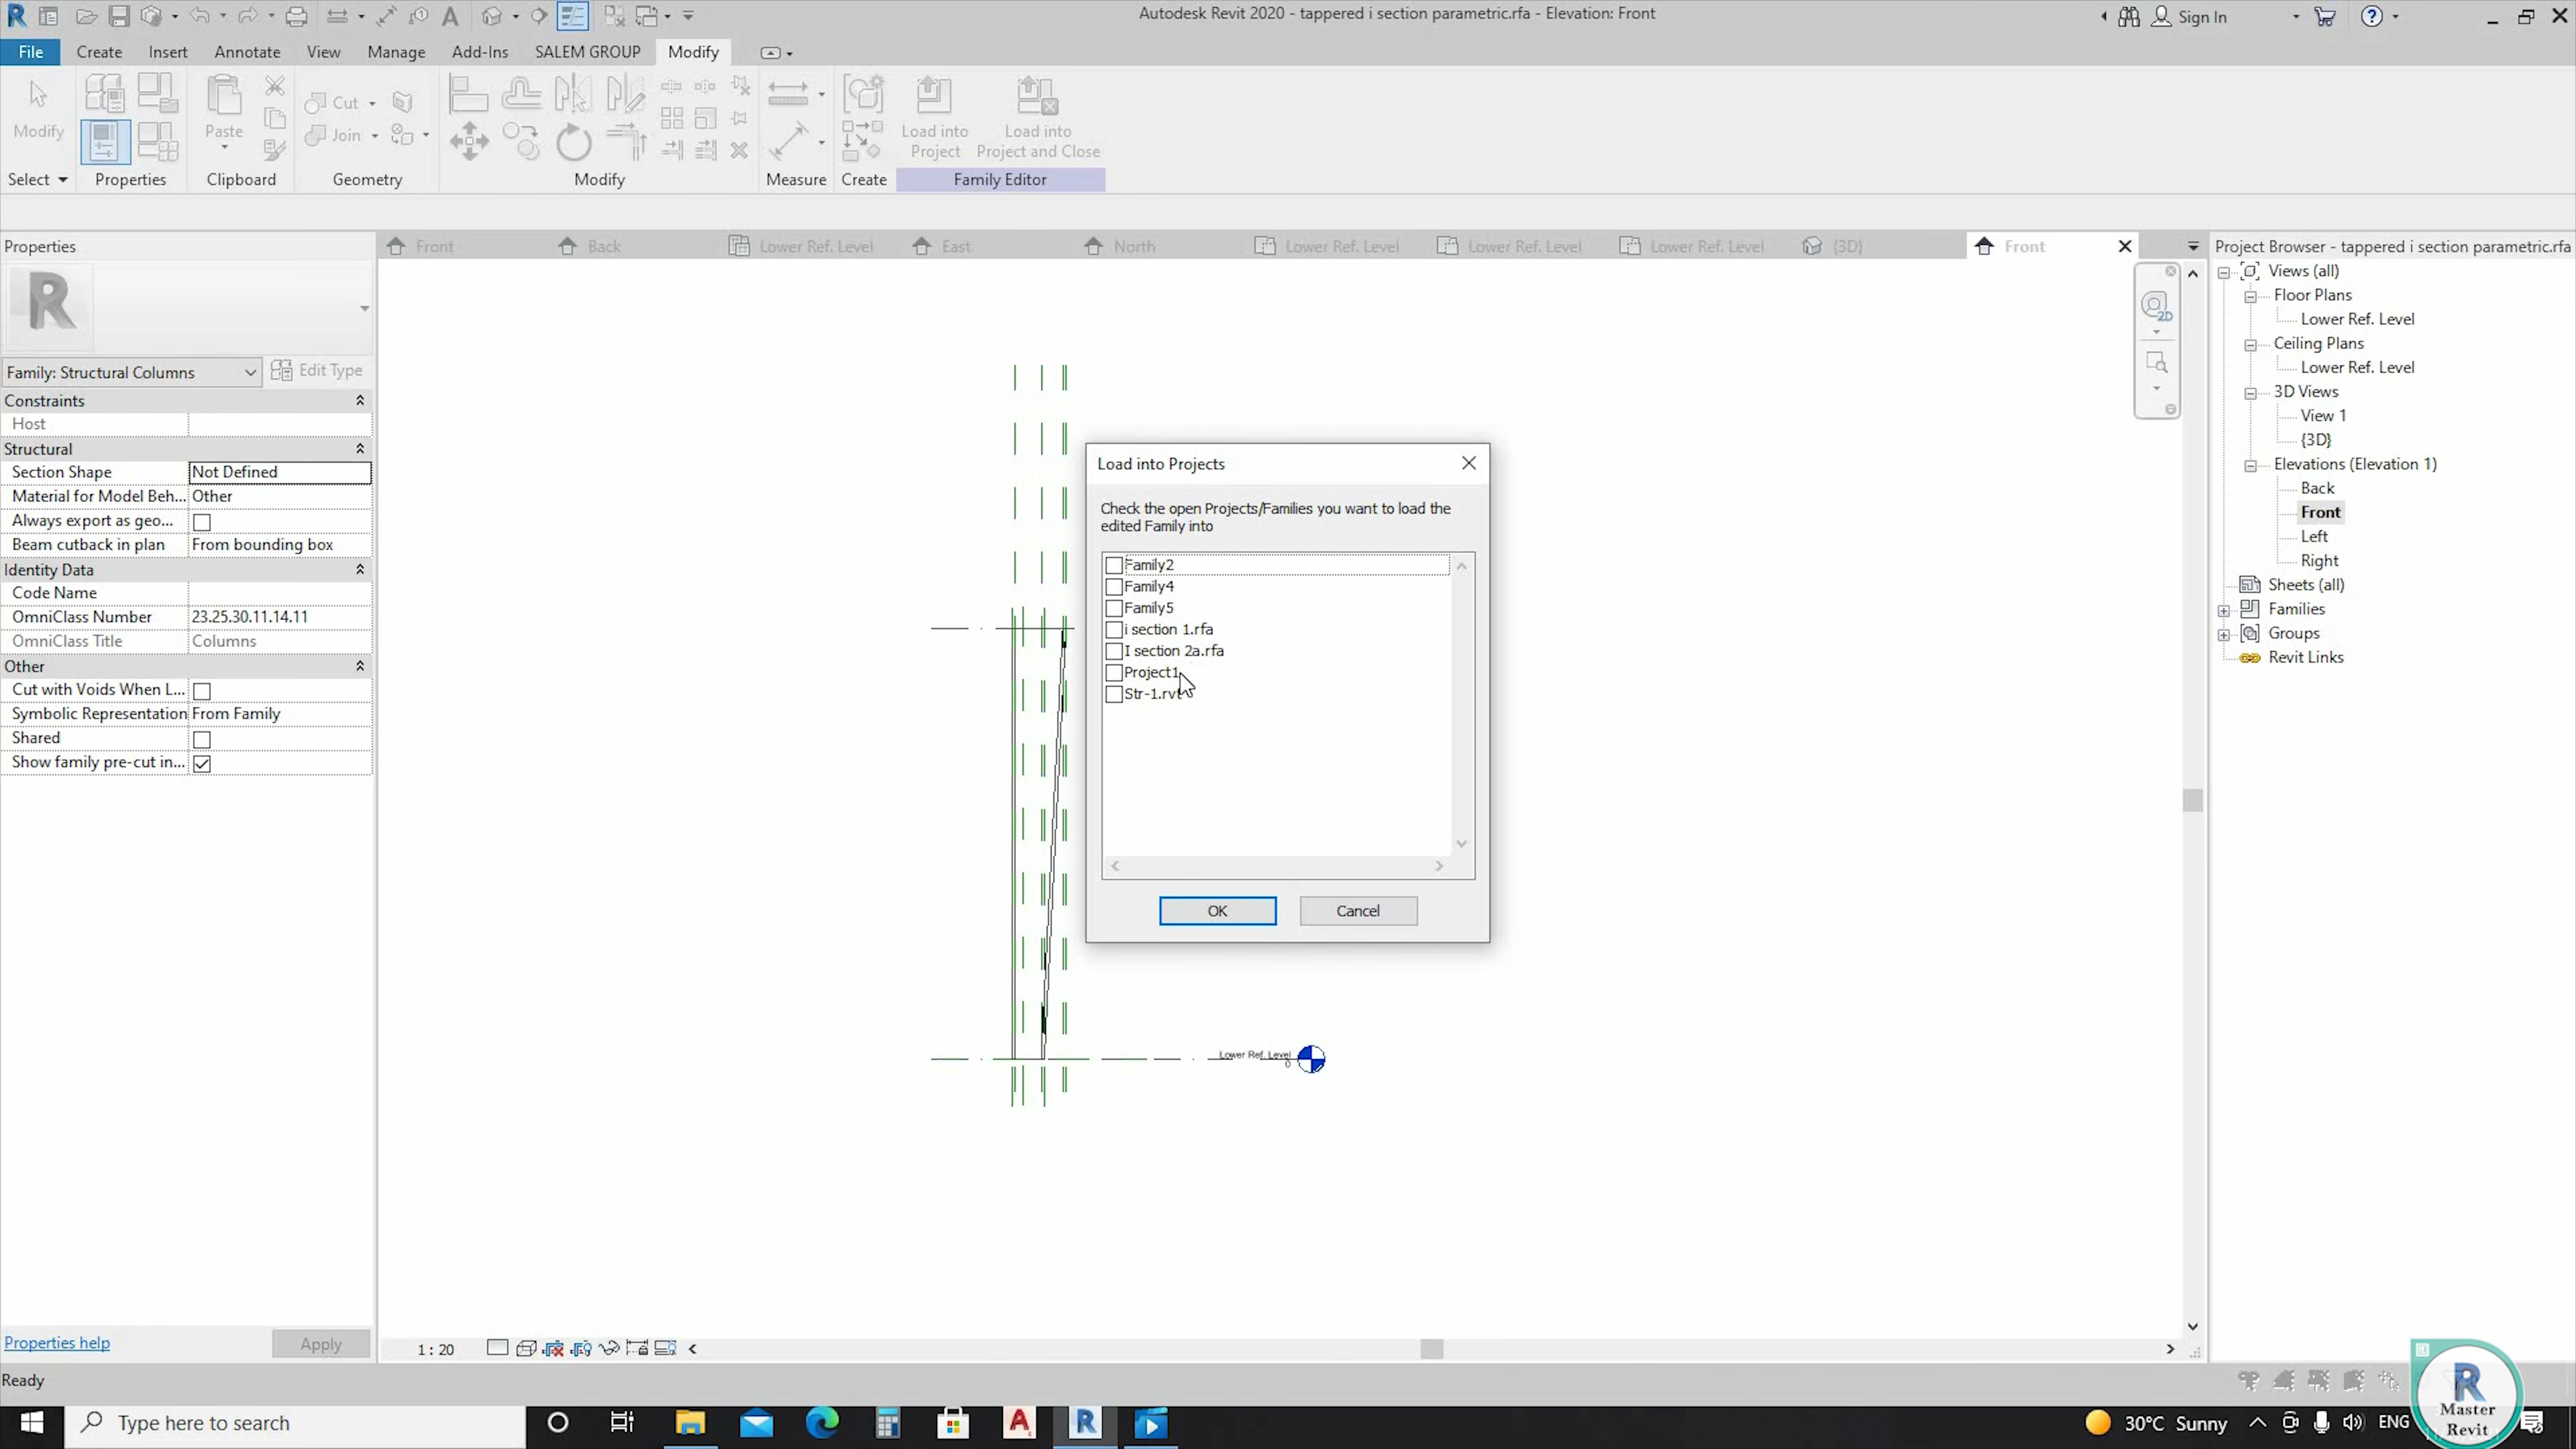 Autodesk Revit 2020 - tappered i section parametric.rfa - Elevation: Front
Sign In
File Create Insert Annotate View Manage Add-Ins SALEM GROUP Modify
Modify
Paste
Cut
Join
Load into Project
Load into Project and Close
Select Properties Clipboard Geometry Modify Measure Create Family Editor
Properties
Front Back Lower Ref. Level East North Lower Ref. Level Lower Ref. Level Lower Ref. Level {3D} Front
Project Browser - tappered i section parametric.rfa
Family: Structural Columns
Edit Type
Constraints
Host
Structural
Section Shape Not Defined
Material for Model Beh... Other
Always export as geo...
Beam cutback in plan From bounding box
Identity Data
Code Name
OmniClass Number 23.25.30.11.14.11
OmniClass Title Columns
Other
Cut with Voids When L...
Symbolic Representation From Family
Shared
Show family pre-cut in...
Properties help
Apply
2D
Load into Projects
Check the open Projects/Families you want to load the
edited Family into
Family2
Family4
Family5
i section 1.rfa
I section 2a.rfa
Project1
Str-1.rvt
OK
Cancel
Lower Ref. Level
0
Views (all)
Floor Plans
Lower Ref. Level
Ceiling Plans
Lower Ref. Level
3D Views
View 1
{3D}
Elevations (Elevation 1)
Back
Front
Left
Right
Sheets (all)
Families
Groups
Revit Links
1 : 20
Ready
Type here to search
30°C Sunny
ENG
Master
Revit